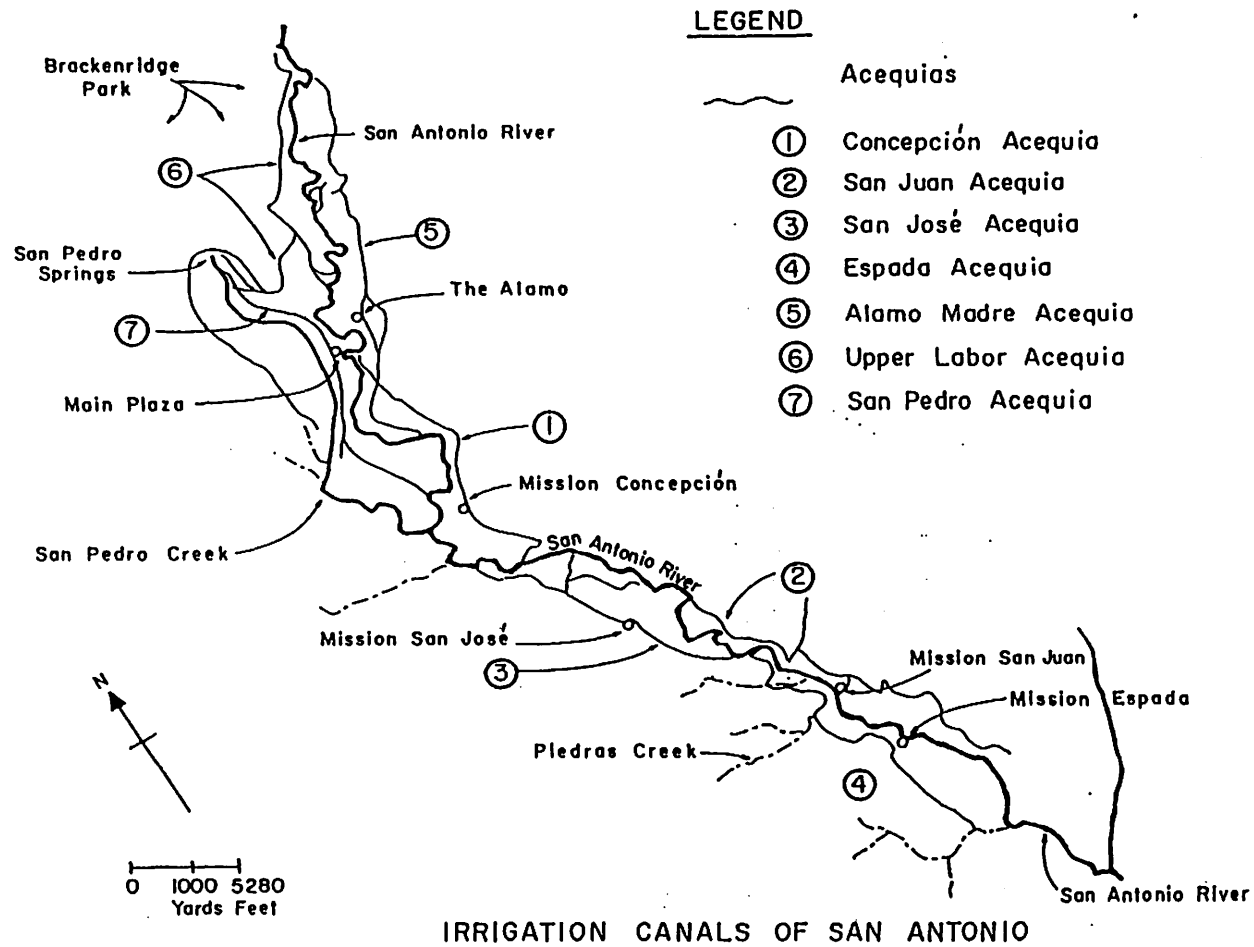 LEGEND
Acequias
① Concepción Acequia
② San Juan Acequia
③ San José Acequia
④ Espada Acequia
⑤ Alamo Madre Acequia
⑥ Upper Labor Acequia
⑦ San Pedro Acequia
Brackenridge
Park
San Antonio River
⑥
⑤
San Pedro
Springs
The Alamo
⑦
Main Plaza
①
Mission Concepción
San Pedro Creek
San Antonio River
②
Mission San José
③
Mission San Juan
Mission Espada
Piedras Creek
④
N
0 1000 5280
Yards Feet
San Antonio River
IRRIGATION CANALS OF SAN ANTONIO